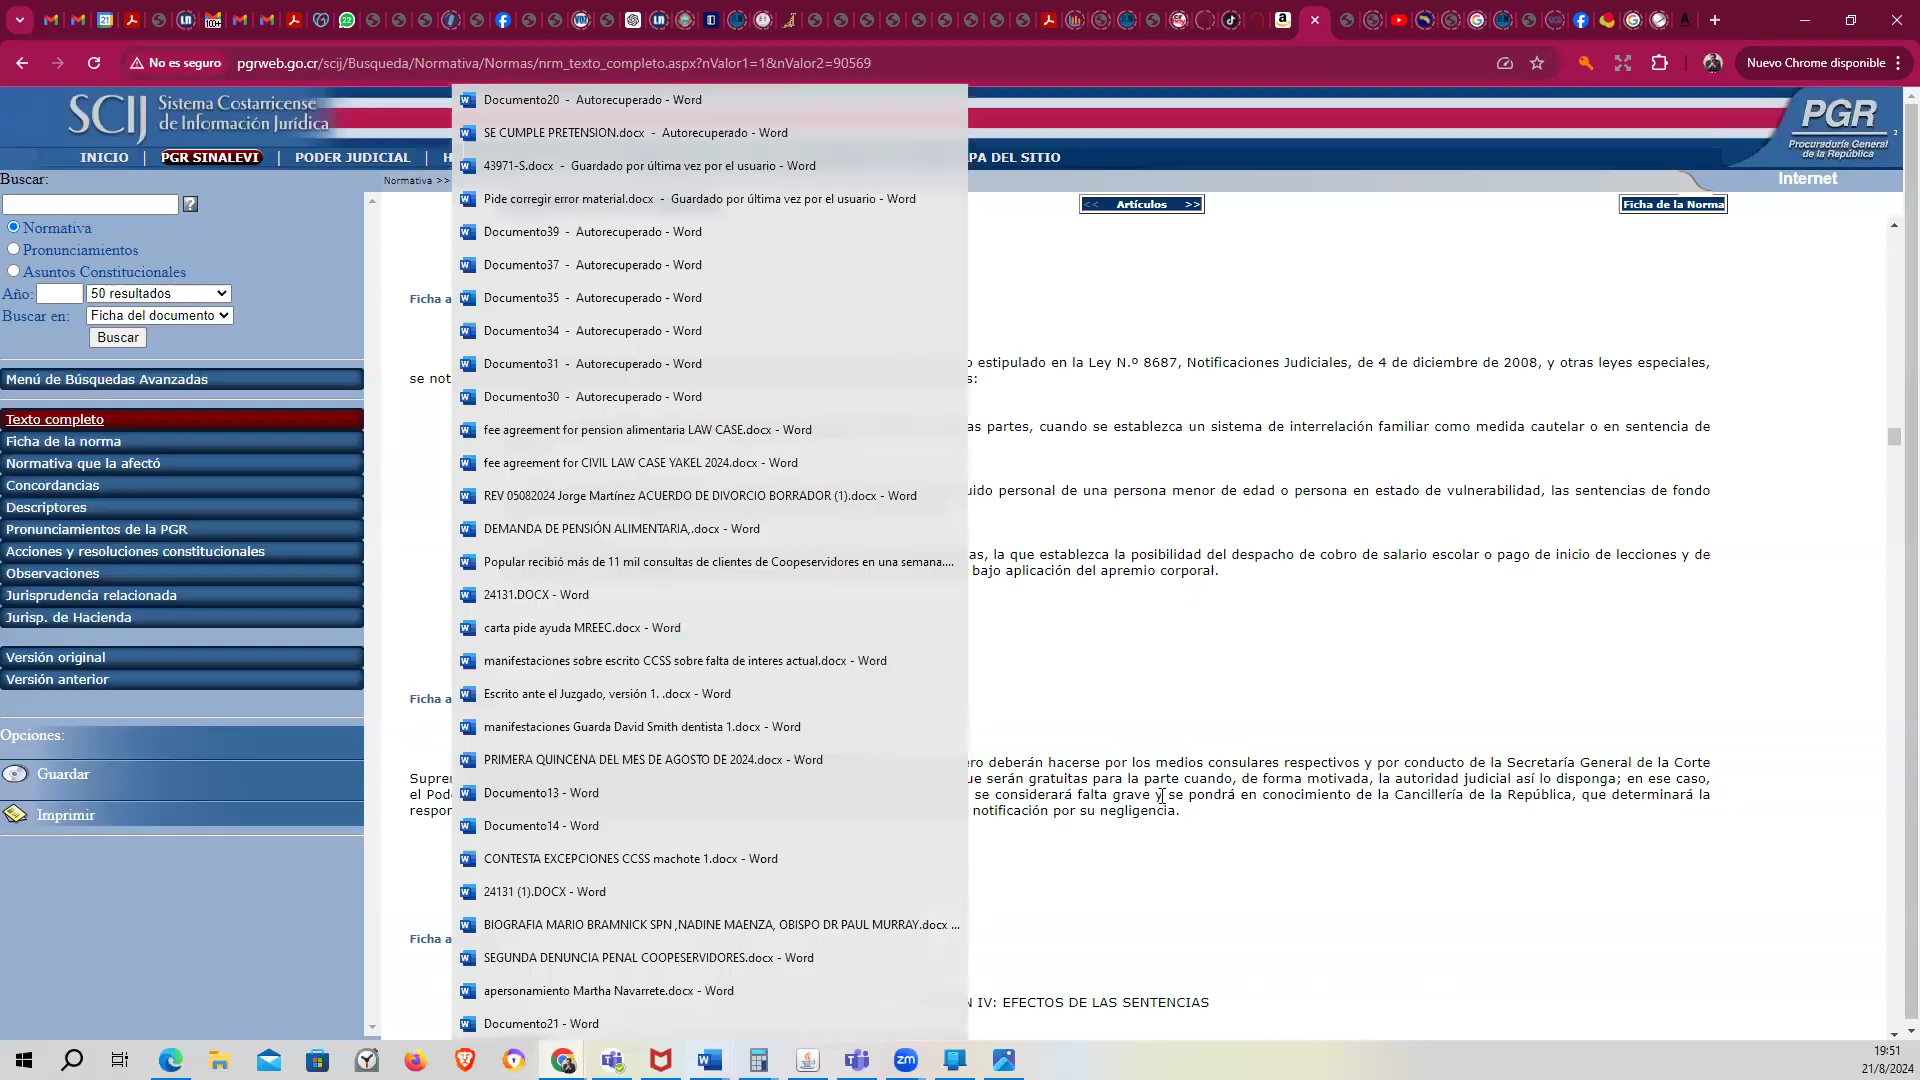 100+
No es seguro
pgrweb.go.cr/scij/Busqueda/Normativa/Normas/nrm_texto_completo.aspx?nValor1=1&nValor2=90569
Nuevo Chrome disponible
SCIJ
Sistema Costarricense
de Información Jurídica
PGR
Procuraduría General
de la República
INICIO
PGR SINALEVI
PODER JUDICIAL
PA DEL SITIO
Internet
Buscar:
Normativa
Pronunciamientos
Asuntos Constitucionales
Año:
50 resultados
Buscar en:
Ficha del documento
Buscar
Menú de Búsquedas Avanzadas
Texto completo
Ficha de la norma
Normativa que la afectó
Concordancias
Descriptores
Pronunciamientos de la PGR
Acciones y resoluciones constitucionales
Observaciones
Jurisprudencia relacionada
Jurisp. de Hacienda
Versión original
Versión anterior
Opciones:
Guardar
Imprimir
Normativa >>
<< Artículos >>
Ficha de la Norma
Documento20 - Autorecuperado - Word
SE CUMPLE PRETENSION.docx - Autorecuperado - Word
43971-S.docx - Guardado por última vez por el usuario - Word
Pide corregir error material.docx - Guardado por última vez por el usuario - Word
Documento39 - Autorecuperado - Word
Documento37 - Autorecuperado - Word
Documento35 - Autorecuperado - Word
Documento34 - Autorecuperado - Word
Documento31 - Autorecuperado - Word
Documento30 - Autorecuperado - Word
fee agreement for pension alimentaria LAW CASE.docx - Word
fee agreement for CIVIL LAW CASE YAKEL 2024.docx - Word
REV 05082024 Jorge Martínez ACUERDO DE DIVORCIO BORRADOR (1).docx - Word
DEMANDA DE PENSIÓN ALIMENTARIA,.docx - Word
Popular recibió más de 11 mil consultas de clientes de Coopeservidores en una semana....
24131.DOCX - Word
carta pide ayuda MREEC.docx - Word
manifestaciones sobre escrito CCSS sobre falta de interes actual.docx - Word
Escrito ante el Juzgado, versión 1. .docx - Word
manifestaciones Guarda David Smith dentista 1.docx - Word
PRIMERA QUINCENA DEL MES DE AGOSTO DE 2024.docx - Word
Documento13 - Word
Documento14 - Word
CONTESTA EXCEPCIONES CCSS machote 1.docx - Word
24131 (1).DOCX - Word
BIOGRAFIA MARIO BRAMNICK SPN ,NADINE MAENZA, OBISPO DR PAUL MURRAY.docx ...
SEGUNDA DENUNCIA PENAL COOPESERVIDORES.docx - Word
apersonamiento Martha Navarrete.docx - Word
Documento21 - Word
Ficha a
o estipulado en la Ley N.º 8687, Notificaciones Judiciales, de 4 de diciembre de 2008, y otras leyes especiales,
se not
s:
as partes, cuando se establezca un sistema de interrelación familiar como medida cautelar o en sentencia de
uido personal de una persona menor de edad o persona en estado de vulnerabilidad, las sentencias de fondo
as, la que establezca la posibilidad del despacho de cobro de salario escolar o pago de inicio de lecciones y de
bajo aplicación del apremio corporal.
Ficha a
ero deberán hacerse por los medios consulares respectivos y por conducto de la Secretaría General de la Corte
Suprer
ue serán gratuitas para la parte cuando, de forma motivada, la autoridad judicial así lo disponga; en ese caso,
el Pod
se considerará falta grave y se pondrá en conocimiento de la Cancillería de la República, que determinará la
respor
notificación por su negligencia.
Ficha a
N IV: EFECTOS DE LAS SENTENCIAS
19:51
21/8/2024